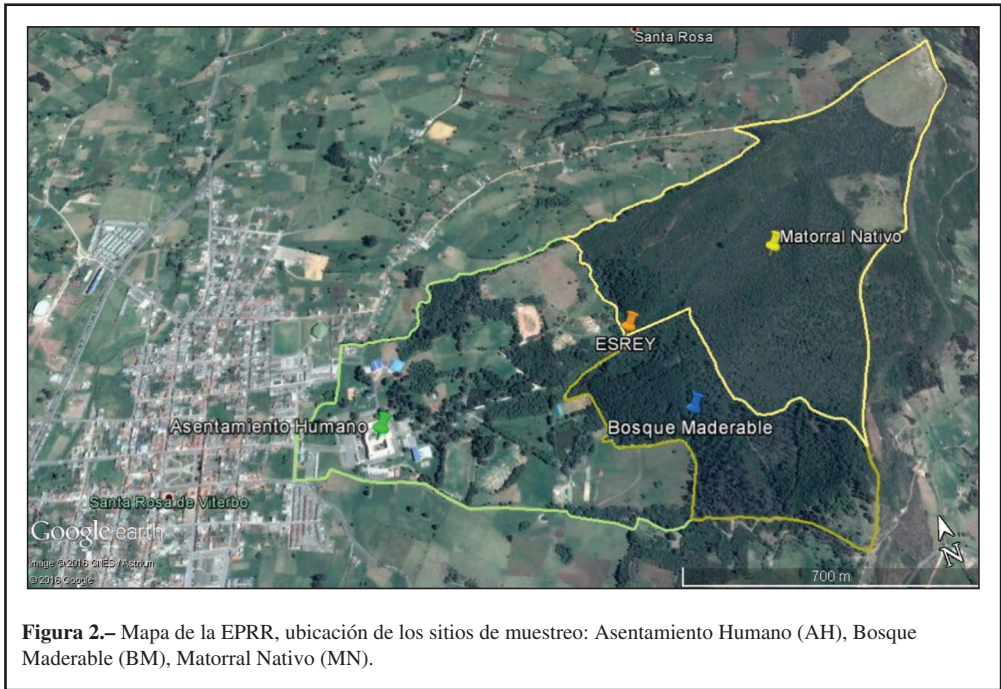 Santa Rosa
Matorral Nativo
ESREY
Asentamiento Humano
Bosque Maderable
Santa Rosa de Viterbo
Google earth
Image © 2016 CNES / Astrium
© 2016 Google
N
700 m
Figura 2.– Mapa de la EPRR, ubicación de los sitios de muestreo: Asentamiento Humano (AH), Bosque
Maderable (BM), Matorral Nativo (MN).